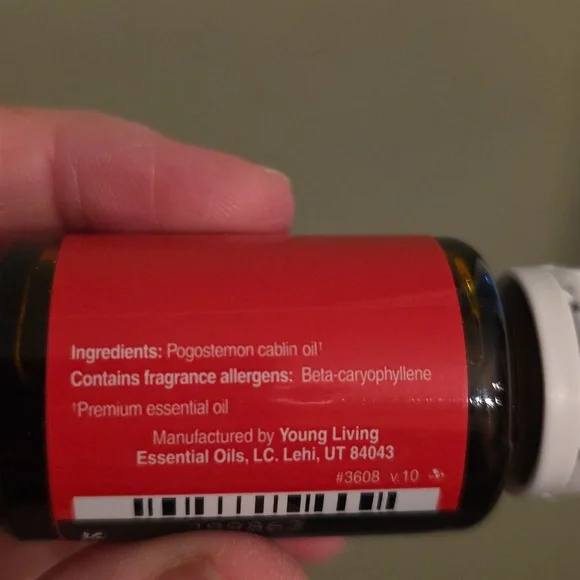 Ingredients: Pogostemon cablin oil†
Contains fragrance allergens: Beta-caryophyllene
†Premium essential oil
Manufactured by Young Living
Essential Oils, LC. Lehi, UT 84043
#3608 v.10